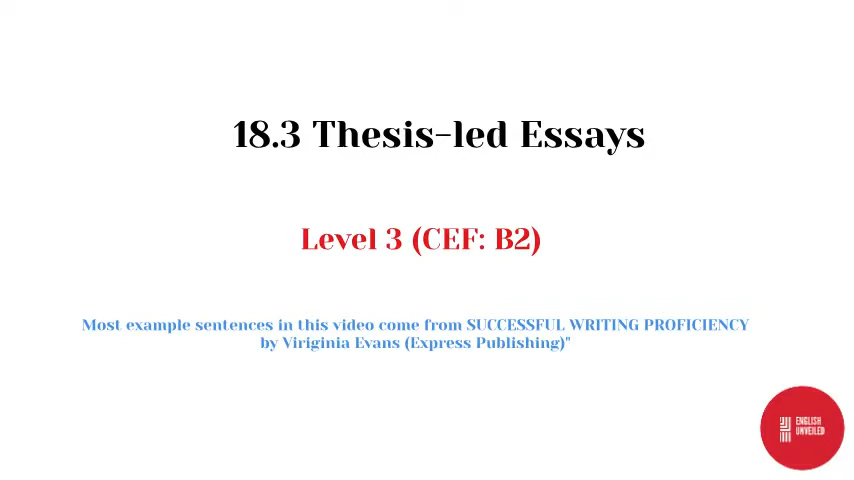 18.3 Thesis-led Essays
Level 3 (CEF: B2)
Most example sentences in this video come from SUCCESSFUL WRITING PROFICIENCY
by Viriginia Evans (Express Publishing)"
ENGLISH
UNVEILED